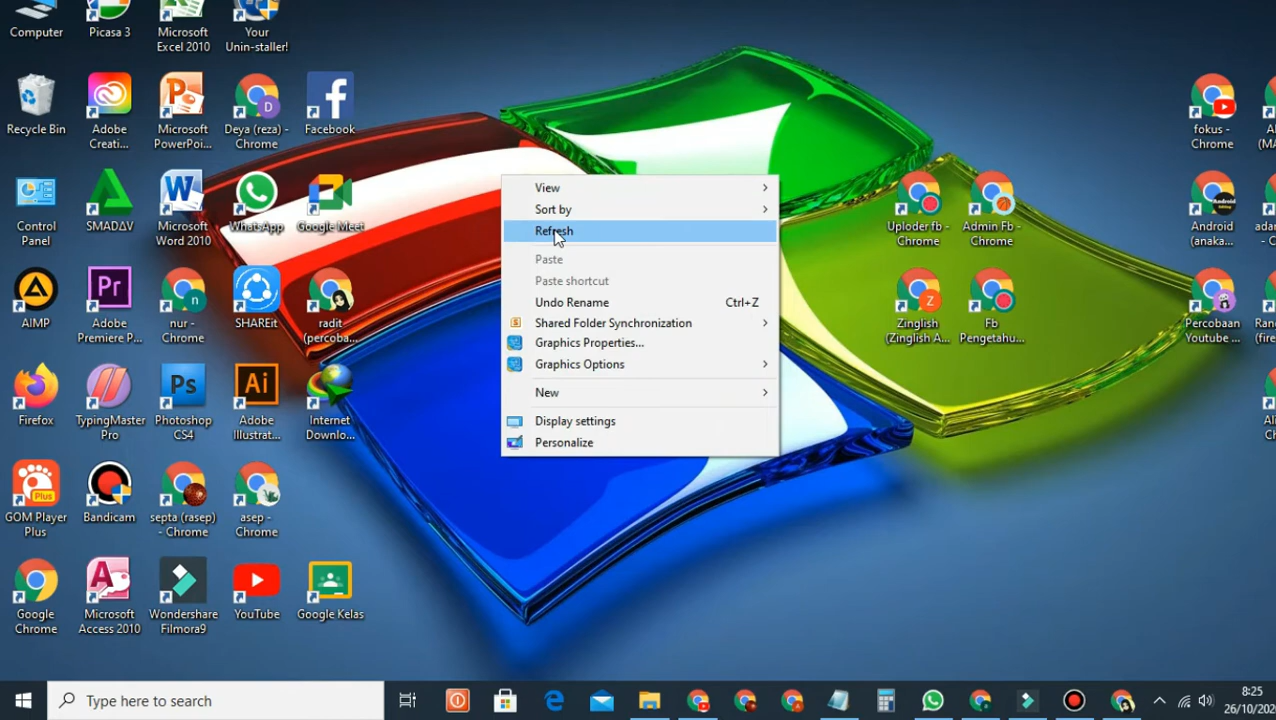 Computer
Picasa 3
Microsoft
Excel 2010
Your
Unin-staller!
Recycle Bin
Adobe
Creati...
Microsoft
PowerPoi...
Deya (reza) -
Chrome
Facebook
Control
Panel
SMADAV
Microsoft
Word 2010
WhatsApp
Google Meet
AIMP
Adobe
Premiere P...
nur -
Chrome
SHAREit
radit
(percoba...
Firefox
TypingMaster
Pro
Photoshop
CS4
Adobe
Illustrat...
Internet
Downlo...
GOM Player
Plus
Bandicam
septa (rasep)
- Chrome
asep -
Chrome
Google
Chrome
Microsoft
Access 2010
Wondershare
Filmora9
YouTube
Google Kelas
View
Sort by
Refresh
Paste
Paste shortcut
Undo Rename Ctrl+Z
Shared Folder Synchronization
Graphics Properties...
Graphics Options
New
Display settings
Personalize
fokus -
Chrome
Uploder fb -
Chrome
Admin Fb -
Chrome
Android
(anaka...
Zinglish
(Zinglish A...
Fb
Pengetahu...
Percobaan
Youtube ...
Type here to search
8:25